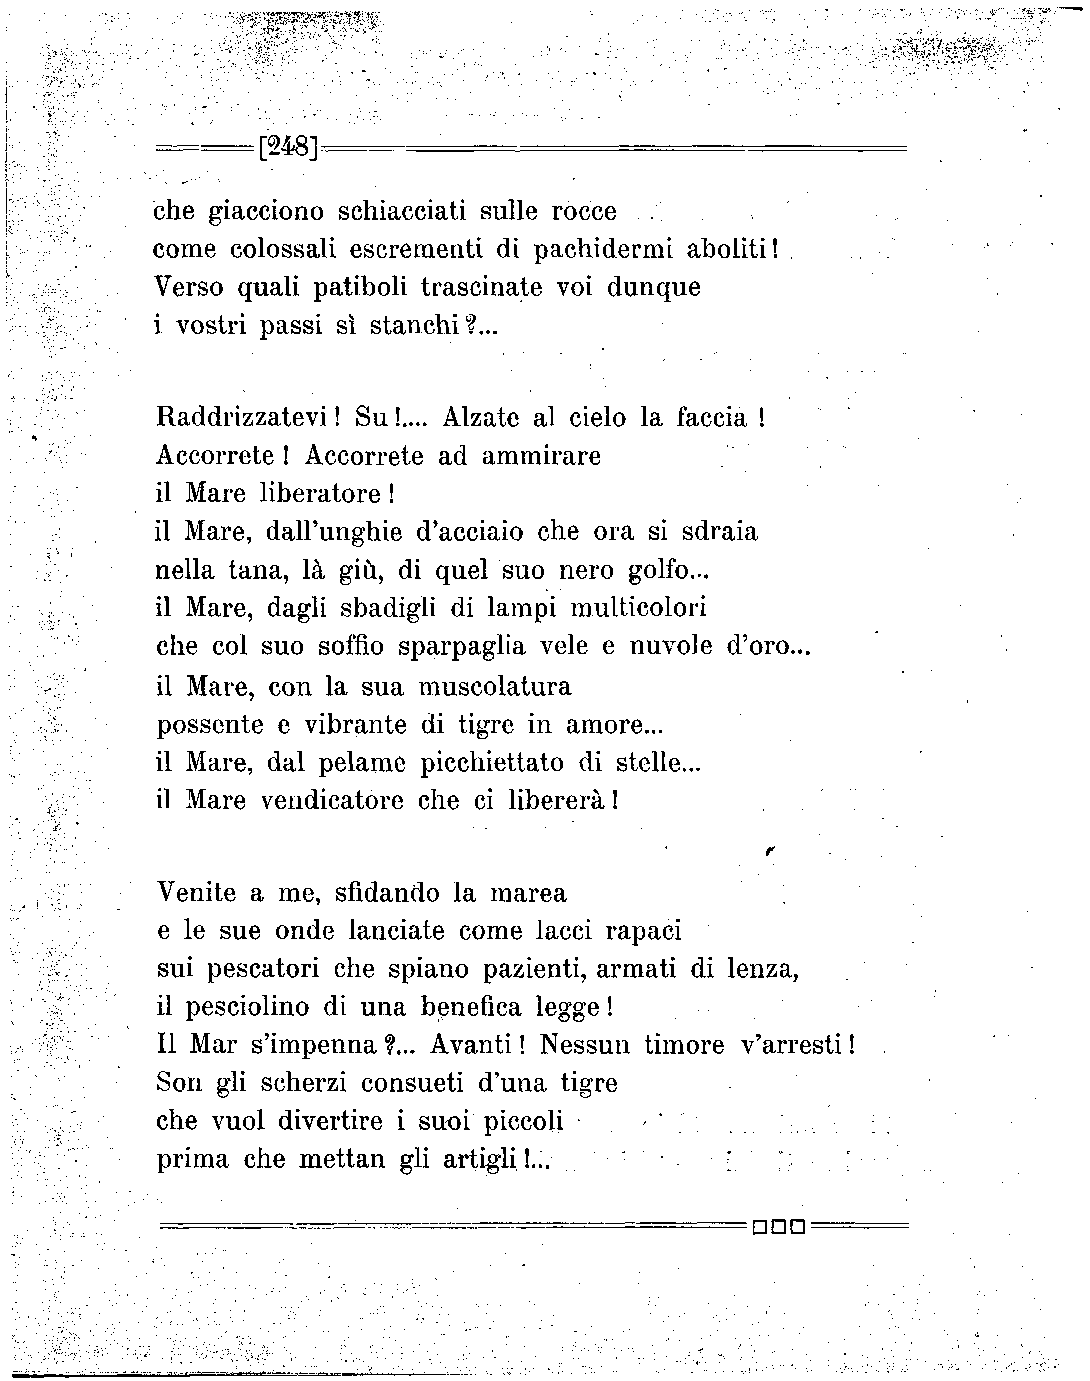 [248]
che giacciono schiacciati sulle rocce
come colossali escrementi di pachidermi aboliti!
Verso quali patiboli trascinate voi dunque
i vostri passi sì stanchi?...
Raddrizzatevi! Su!.... Alzate al cielo la faccia!
Accorrete! Accorrete ad ammirare
il Mare liberatore!
il Mare, dall'unghie d'acciaio che ora si sdraia
nella tana, là giù, di quel suo nero golfo...
il Mare, dagli sbadigli di lampi multicolori
che col suo soffio sparpaglia vele e nuvole d'oro...
il Mare, con la sua muscolatura
possente e vibrante di tigre in amore...
il Mare, dal pelame picchiettato di stelle...
il Mare vendicatore che ci libererà!
Venite a me, sfidando la marea
e le sue onde lanciate come lacci rapaci
sui pescatori che spiano pazienti, armati di lenza,
il pesciolino di una benefica legge!
Il Mar s'impenna?... Avanti! Nessun timore v'arresti!
Son gli scherzi consueti d'una tigre
che vuol divertire i suoi piccoli
prima che mettan gli artigli!...